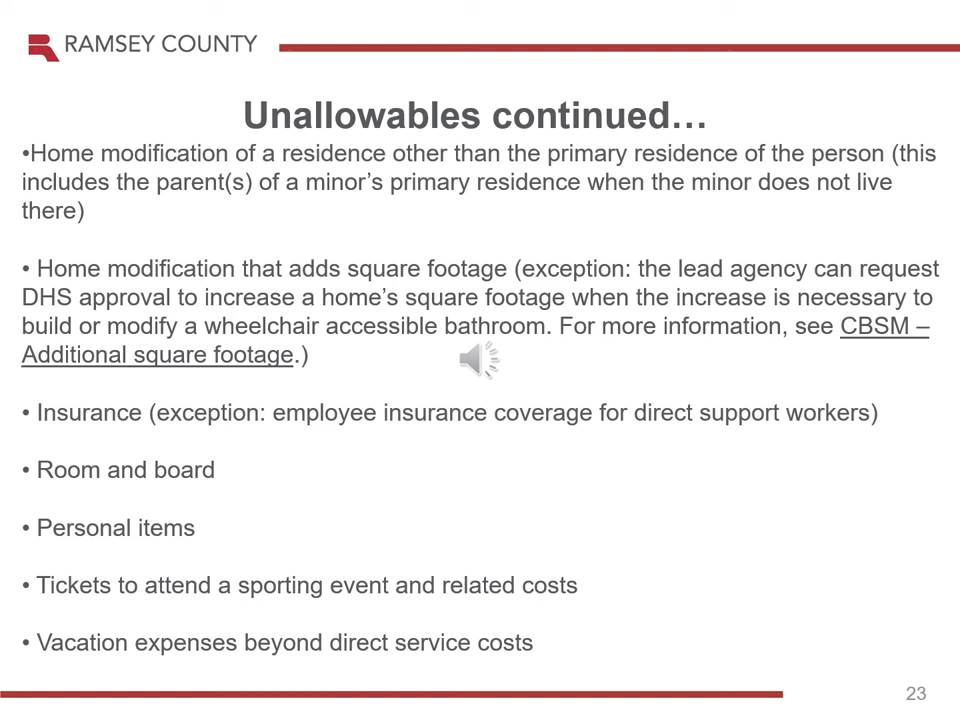 RAMSEY COUNTY
Unallowables continued…
•Home modification of a residence other than the primary residence of the person (this
includes the parent(s) of a minor’s primary residence when the minor does not live
there)
• Home modification that adds square footage (exception: the lead agency can request
DHS approval to increase a home’s square footage when the increase is necessary to
build or modify a wheelchair accessible bathroom. For more information, see CBSM –
Additional square footage.)
• Insurance (exception: employee insurance coverage for direct support workers)
• Room and board
• Personal items
• Tickets to attend a sporting event and related costs
• Vacation expenses beyond direct service costs
23